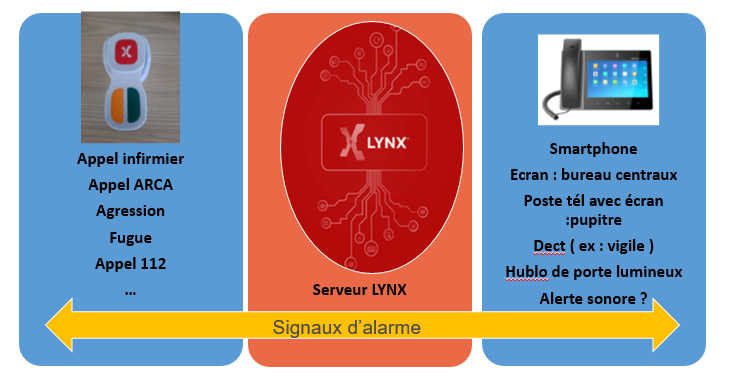 Appel infirmier
Appel ARCA
Agression
Fugue
Appel 112
...
LYNX
Serveur LYNX
Smartphone
Ecran : bureau centraux
Poste tél avec écran
:pupitre
Dect ( ex : vigile )
Hublo de porte lumineux
Alerte sonore ?
Signaux d’alarme